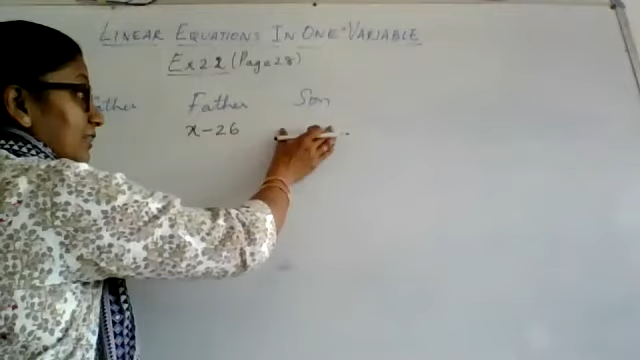 LINEAR EQUATIONS IN ONE VARIABLE
Ex 2.2 (Page 28)
Father Son
x-26